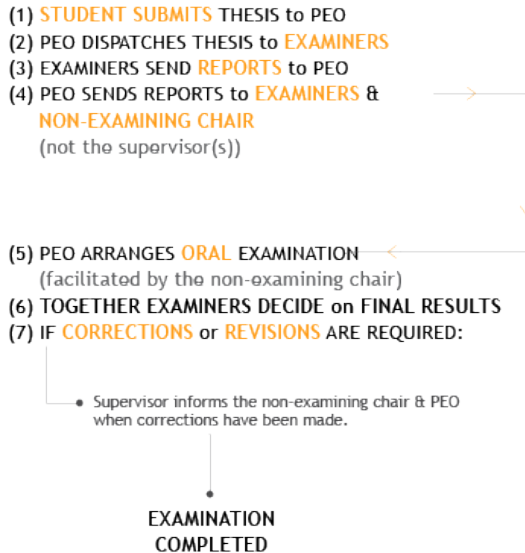 (1) STUDENT SUBMITS THESIS to PEO
(2) PEO DISPATCHES THESIS to EXAMINERS
(3) EXAMINERS SEND REPORTS to PEO
(4) PEO SENDS REPORTS to EXAMINERS &
NON-EXAMINING CHAIR
(not the supervisor(s))
(5) PEO ARRANGES ORAL EXAMINATION
(facilitated by the non-examining chair)
(6) TOGETHER EXAMINERS DECIDE on FINAL RESULTS
(7) IF CORRECTIONS or REVISIONS ARE REQUIRED:
Supervisor informs the non-examining chair & PEO
when corrections have been made.
EXAMINATION
COMPLETED